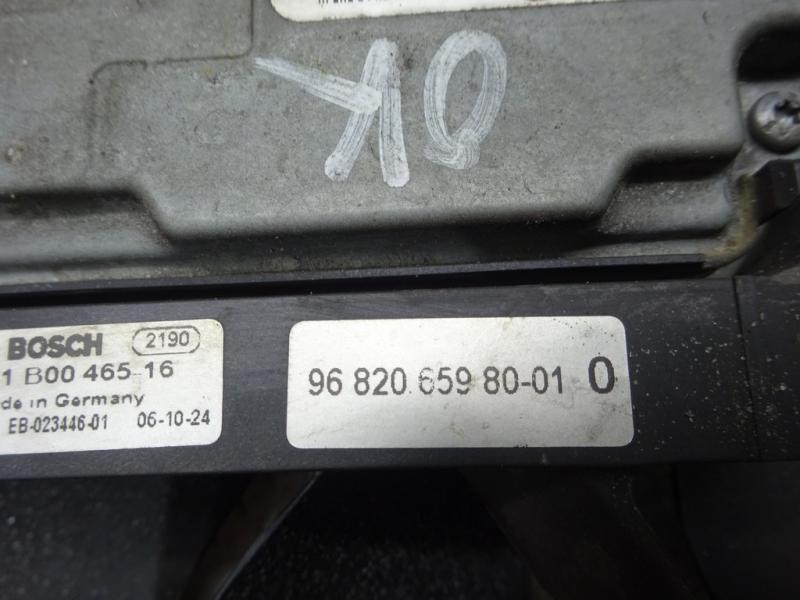 OK
BOSCH 2190
1 B00 465 16
de in Germany
EB-023446-01 06-10-24
96 820 659 80-01 0